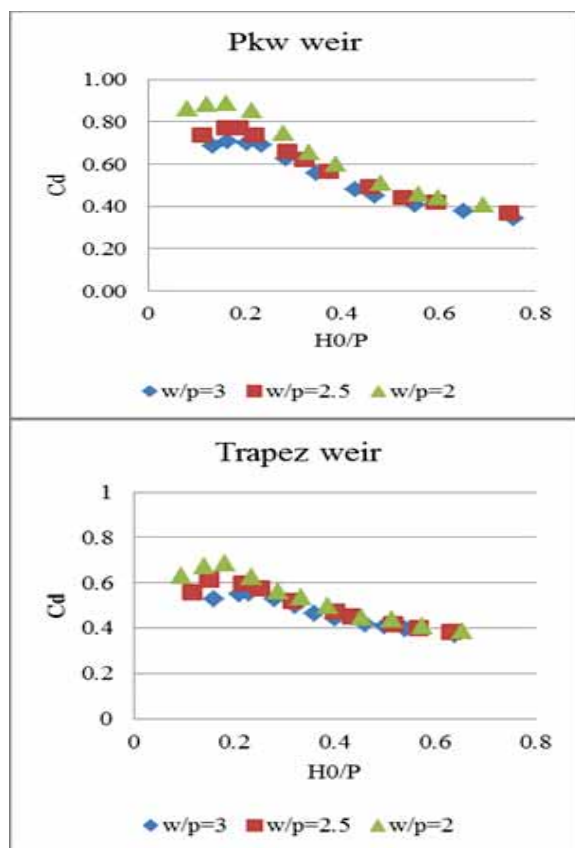 Pkw weir
1.00
0.80
0.60
0.40
0.20
0.00
Cd
0 0.2 0.4 0.6 0.8
H0/P
w/p=3 w/p=2.5 w/p=2
Trapez weir
1
0.8
0.6
0.4
0.2
0
Cd
0 0.2 0.4 0.6 0.8
H0/P
w/p=3 w/p=2.5 w/p=2